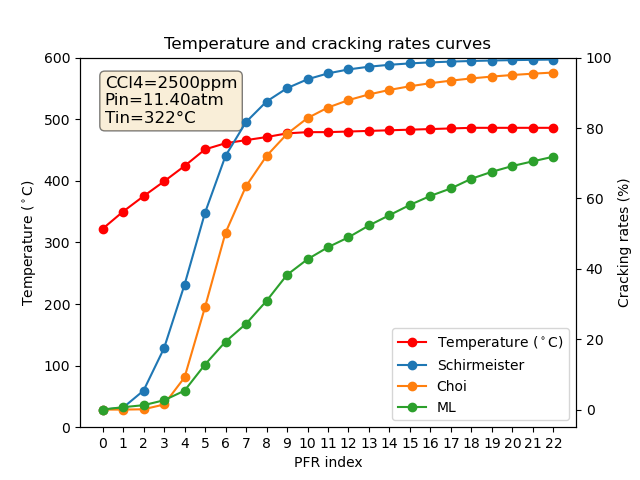 Temperature and cracking rates curves
CCl4=2500ppm
Pin=11.40atm
Tin=322°C
600
500
400
300
200
100
0
Temperature (°C)
100
80
60
40
20
0
Cracking rates (%)
Temperature (°C)
Schirmeister
Choi
ML
0 1 2 3 4 5 6 7 8 9 10 11 12 13 14 15 16 17 18 19 20 21 22
PFR index